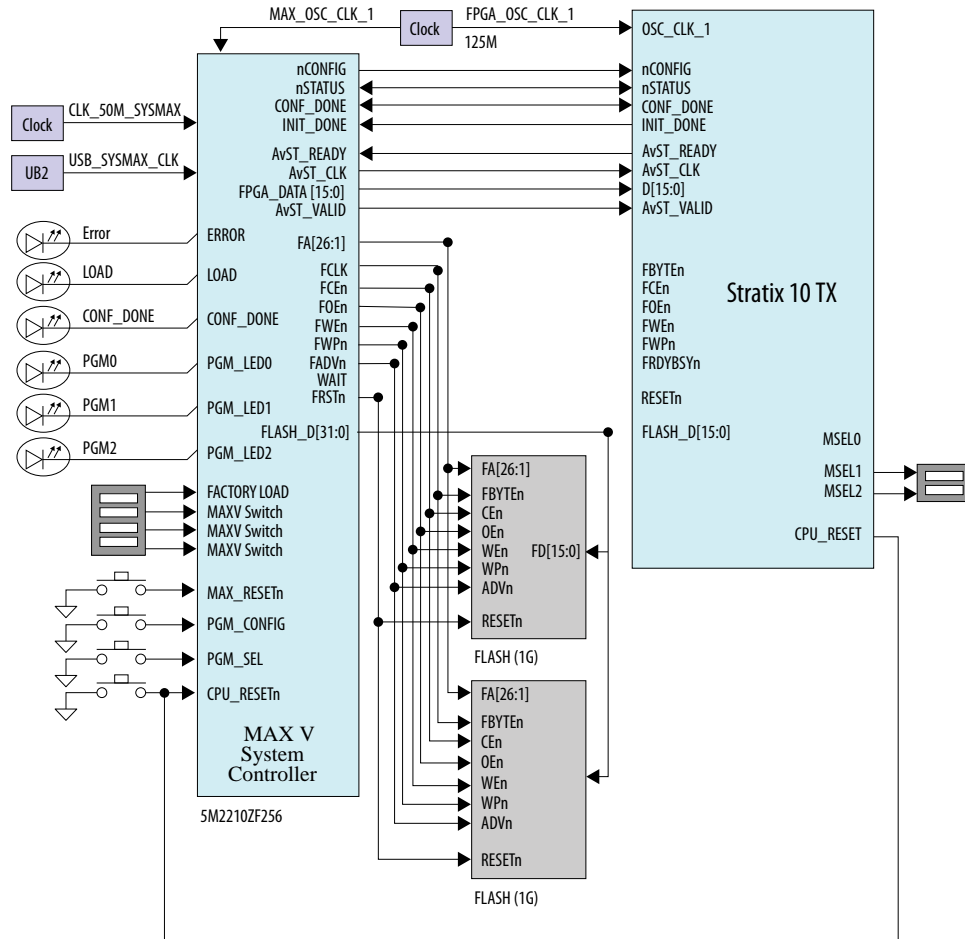 MAX_OSC_CLK_1
Clock
FPGA_OSC_CLK_1
125M
OSC_CLK_1
nCONFIG
nSTATUS
CONF_DONE
INIT_DONE
AvST_READY
AvST_CLK
FPGA_DATA [15:0]
AvST_VALID
nCONFIG
nSTATUS
CONF_DONE
INIT_DONE
AvST_READY
AvST_CLK
D[15:0]
AvST_VALID
Clock
CLK_50M_SYSMAX
UB2
USB_SYSMAX_CLK
Error
ERROR
LOAD
LOAD
CONF_DONE
CONF_DONE
PGM0
PGM_LED0
PGM1
PGM_LED1
PGM2
PGM_LED2
FA[26:1]
FCLK
FCEn
FOEn
FWEn
FWPn
FADVn
WAIT
FRSTn
FLASH_D[31:0]
FBYTEn
FCEn
FOEn
FWEn
FWPn
FRDYBSYn
RESETn
FLASH_D[15:0]
Stratix 10 TX
MSEL0
MSEL1
MSEL2
CPU_RESET
FACTORY LOAD
MAXV Switch
MAXV Switch
MAXV Switch
MAX_RESETn
PGM_CONFIG
PGM_SEL
CPU_RESETn
MAX V
System
Controller
5M2210ZF256
FA[26:1]
FBYTEn
CEn
OEn
WEn
WPn
ADVn
RESETn
FD[15:0]
FLASH (1G)
FA[26:1]
FBYTEn
CEn
OEn
WEn
WPn
ADVn
RESETn
FLASH (1G)